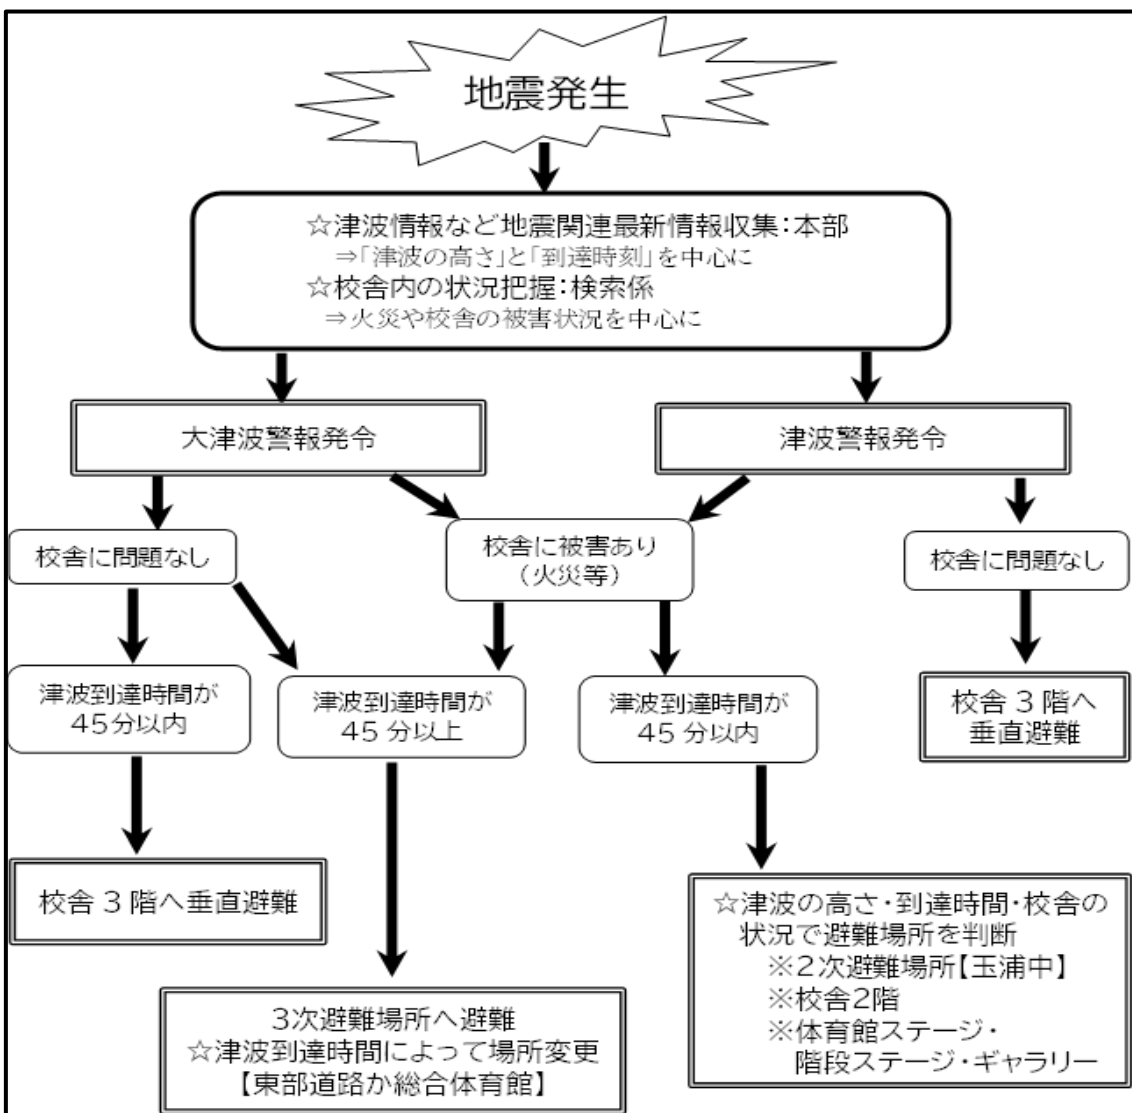 地震発生
☆津波情報など地震関連最新情報収集:本部
⇒「津波の高さ」と「到達時刻」を中心に
☆校舎内の状況把握:検索係
⇒火災や校舎の被害状況を中心に
大津波警報発令
津波警報発令
校舎に問題なし
校舎に被害あり
(火災等)
校舎に問題なし
津波到達時間が
45分以内
津波到達時間が
45分以上
津波到達時間が
45分以内
校舎3階へ
垂直避難
校舎3階へ垂直避難
☆津波の高さ・到達時間・校舎の
状況で避難場所を判断
※2次避難場所【玉浦中】
※校舎2階
※体育館ステージ・
階段ステージ・ギャラリー
3次避難場所へ避難
☆津波到達時間によって場所変更
【東部道路か総合体育館】